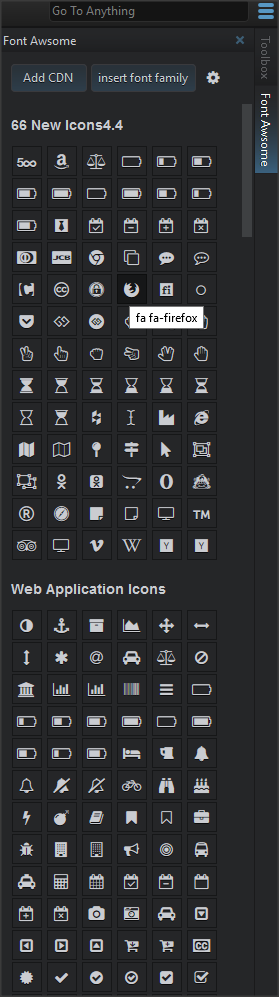 Go To Anything
Font Awsome
Toolbox
Font Awsome
Add CDN
insert font family
66 New Icons4.4
500
JCB
fa fa-firefox
TM
W
Y
Y
Web Application Icons
CC